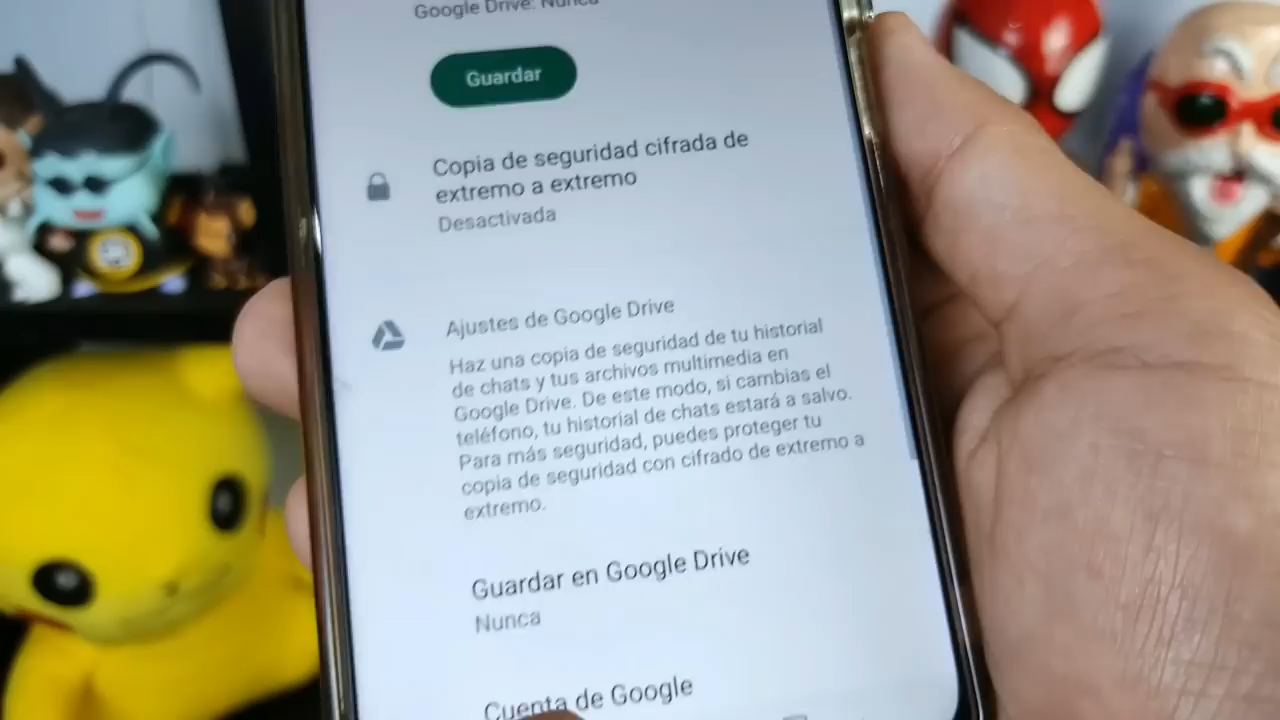 Google Drive: Nunca
Guardar
Copia de seguridad cifrada de
extremo a extremo
Desactivada
Ajustes de Google Drive
Haz una copia de seguridad de tu historial
de chats y tus archivos multimedia en
Google Drive. De este modo, si cambias el
teléfono, tu historial de chats estará a salvo.
Para más seguridad, puedes proteger tu
copia de seguridad con cifrado de extremo a
extremo.
Guardar en Google Drive
Nunca
Cuenta de Google